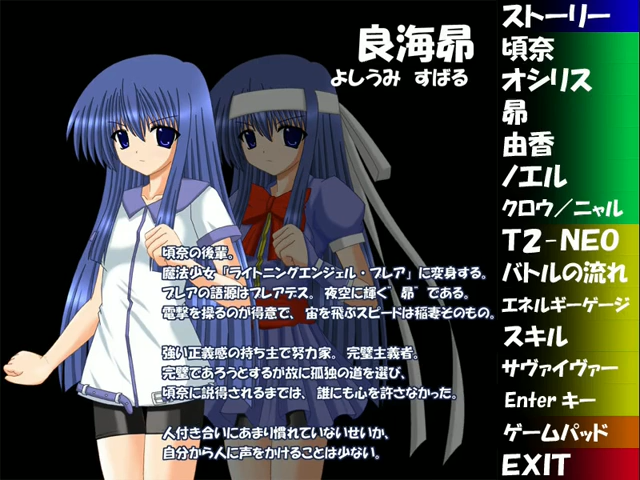 良海昴
よしうみ すばる
頃奈の後輩。
魔法少女「ライトニングエンジェル・プレア」に変身する。
プレアの語源はプレアデス。夜空に輝く“昴”である。
電撃を操るのが得意で、宙を飛ぶスピードは稲妻そのもの。
強い正義感の持ち主で努力家。完璧主義者。
完璧であろうとするが故に孤独の道を選び、
頃奈に説得されるまでは、誰にも心を許さなかった。
人付き合いにあまり慣れていないせいか、
自分から人に声をかけることは少ない。
ストーリー
頃奈
オシリス
昴
由香
ノエル
クロウ/ニャル
T2-NEO
バトルの流れ
エネルギーゲージ
スキル
サヴァイヴァー
Enter キー
ゲームパッド
EXIT